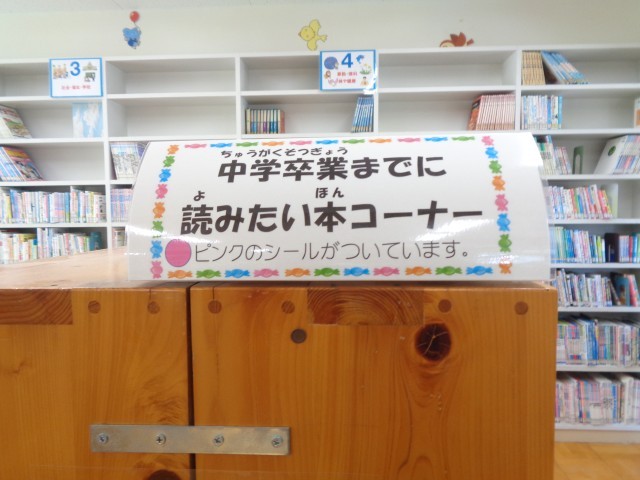 3
4
ちゅうがくそつぎょう
中学卒業までに
よ ほん
読みたい本コーナー
ピンクのシールがついています。